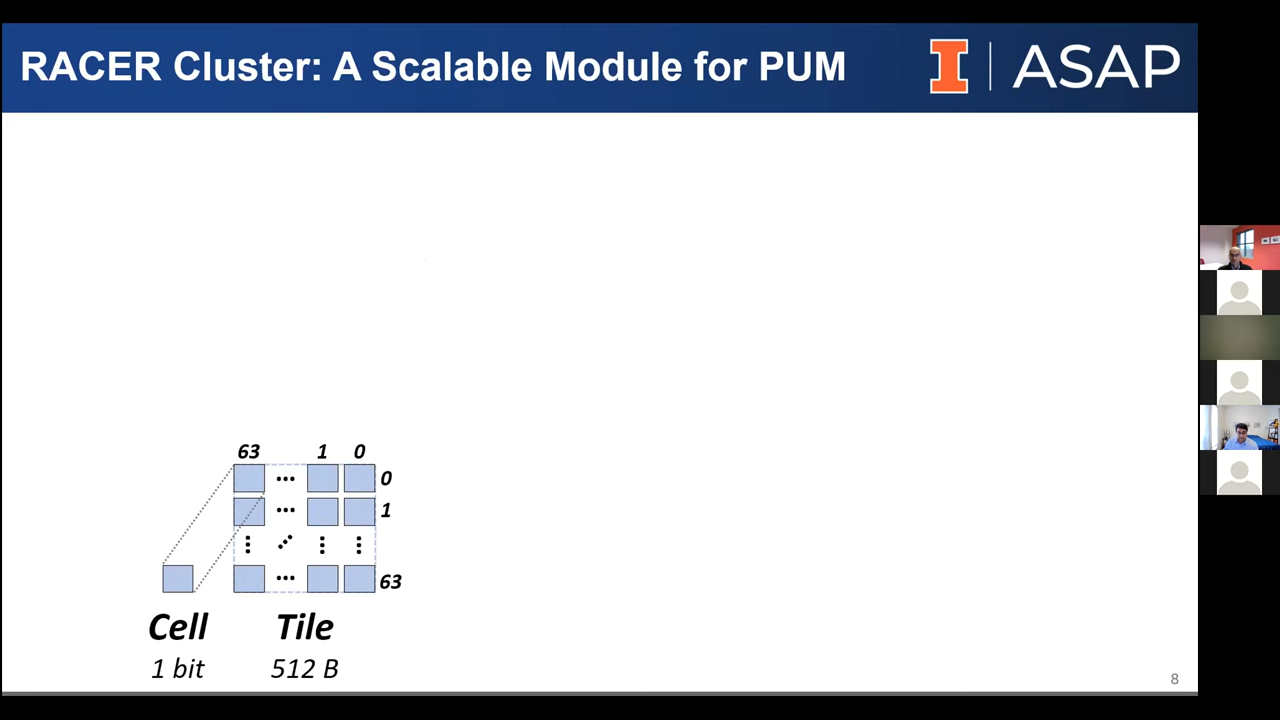 RACER Cluster: A Scalable Module for PUM
I | ASAP
63 ... 1 0
... 0
... 1
... 63
Cell Tile
1 bit 512 B
8